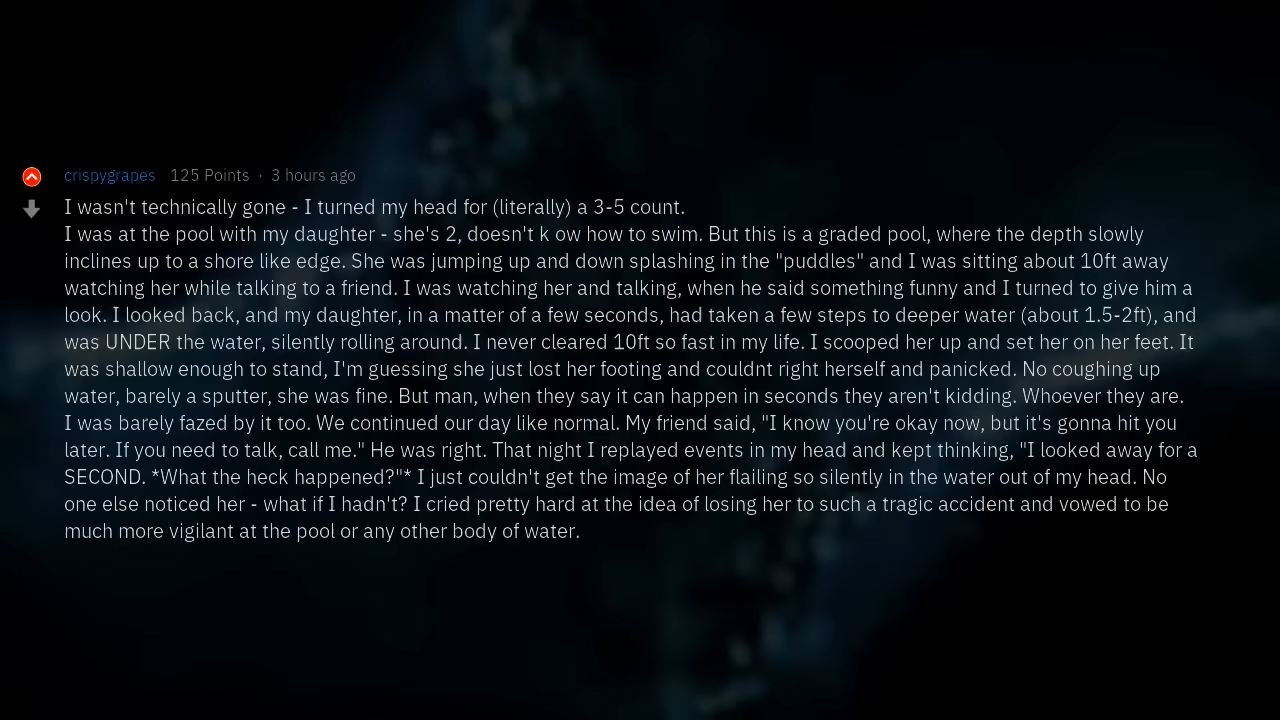 crispygrapes 125 Points · 3 hours ago
I wasn't technically gone - I turned my head for (literally) a 3-5 count.
I was at the pool with my daughter - she's 2, doesn't k ow how to swim. But this is a graded pool, where the depth slowly
inclines up to a shore like edge. She was jumping up and down splashing in the "puddles" and I was sitting about 10ft away
watching her while talking to a friend. I was watching her and talking, when he said something funny and I turned to give him a
look. I looked back, and my daughter, in a matter of a few seconds, had taken a few steps to deeper water (about 1.5-2ft), and
was UNDER the water, silently rolling around. I never cleared 10ft so fast in my life. I scooped her up and set her on her feet. It
was shallow enough to stand, I'm guessing she just lost her footing and couldnt right herself and panicked. No coughing up
water, barely a sputter, she was fine. But man, when they say it can happen in seconds they aren't kidding. Whoever they are.
I was barely fazed by it too. We continued our day like normal. My friend said, "I know you're okay now, but it's gonna hit you
later. If you need to talk, call me." He was right. That night I replayed events in my head and kept thinking, "I looked away for a
SECOND. *What the heck happened?"* I just couldn't get the image of her flailing so silently in the water out of my head. No
one else noticed her - what if I hadn't? I cried pretty hard at the idea of losing her to such a tragic accident and vowed to be
much more vigilant at the pool or any other body of water.